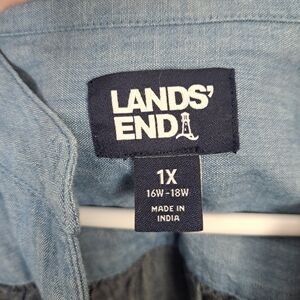 LANDS'
END
1X
16W-18W
MADE IN
INDIA